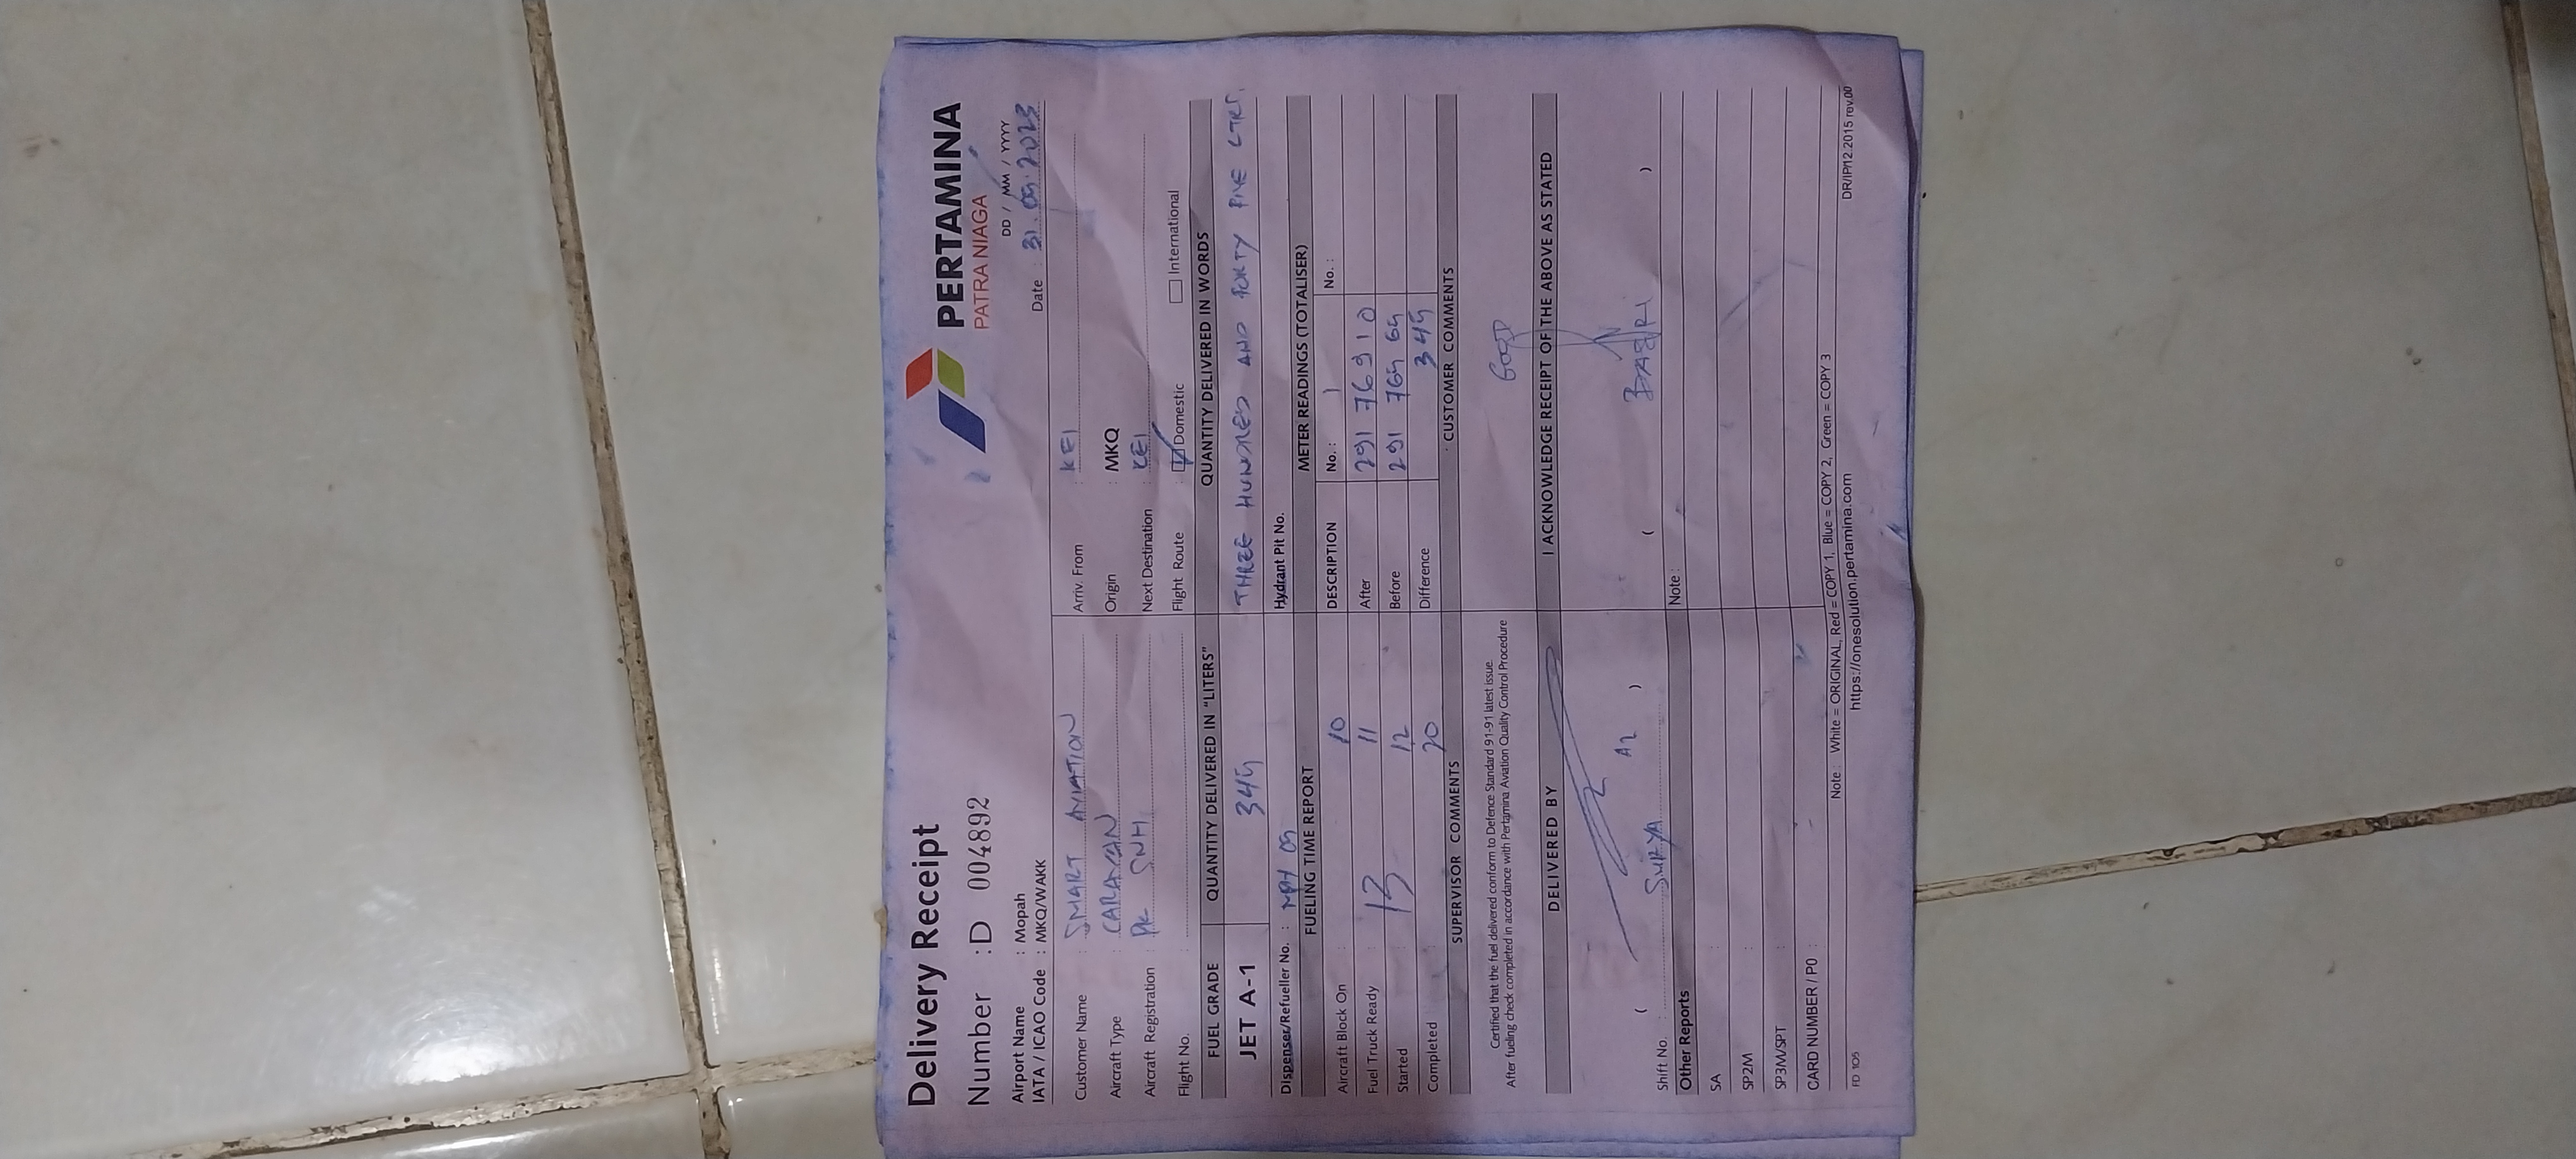 Delivery Receipt
PERTAMINA
PATRA NIAGA
Number : D 004892
DD / MM / YYYY
Airport Name : Mopah
Date : 31.05.2023
IATA / ICAO Code : MKQ/WAKK
Customer Name : SMART AVIATION
Arriv. From : KEI
Aircraft Type : CARAVAN
Origin : MKQ
Aircraft Registration : PK SNH
Next Destination : KEI
Flight No. :
Flight Route : Domestic International
FUEL GRADE QUANTITY DELIVERED IN "LITERS" QUANTITY DELIVERED IN WORDS
JET A-1 345 THREE HUNDRED AND FORTY FIVE LTRS.
Dispenser/Refueller No. : 05
Hydrant Pit No.
FUELING TIME REPORT METER READINGS (TOTALISER)
Aircraft Block On : 10
DESCRIPTION No. : 1 No. :
Fuel Truck Ready : 13 11
After 291 76910
Started : 12
Before 291 76565
Completed : 20
Difference 345
SUPERVISOR COMMENTS CUSTOMER COMMENTS
Certified that the fuel delivered conform to Defence Standard 91-91 latest issue.
After fueling check completed in accordance with Pertamina Aviation Quality Control Procedure
GOOD
DELIVERED BY I ACKNOWLEDGE RECEIPT OF THE ABOVE AS STATED
( SURYA )
( )
Shift No.
Other Reports
Note :
SA :
SP2M :
SP3M/SPT :
CARD NUMBER / PO :
Note : White = ORIGINAL, Red = COPY 1, Blue = COPY 2, Green = COPY 3
FD 105
https://onesolution.pertamina.com
DR/IP/12.2015 rev.00